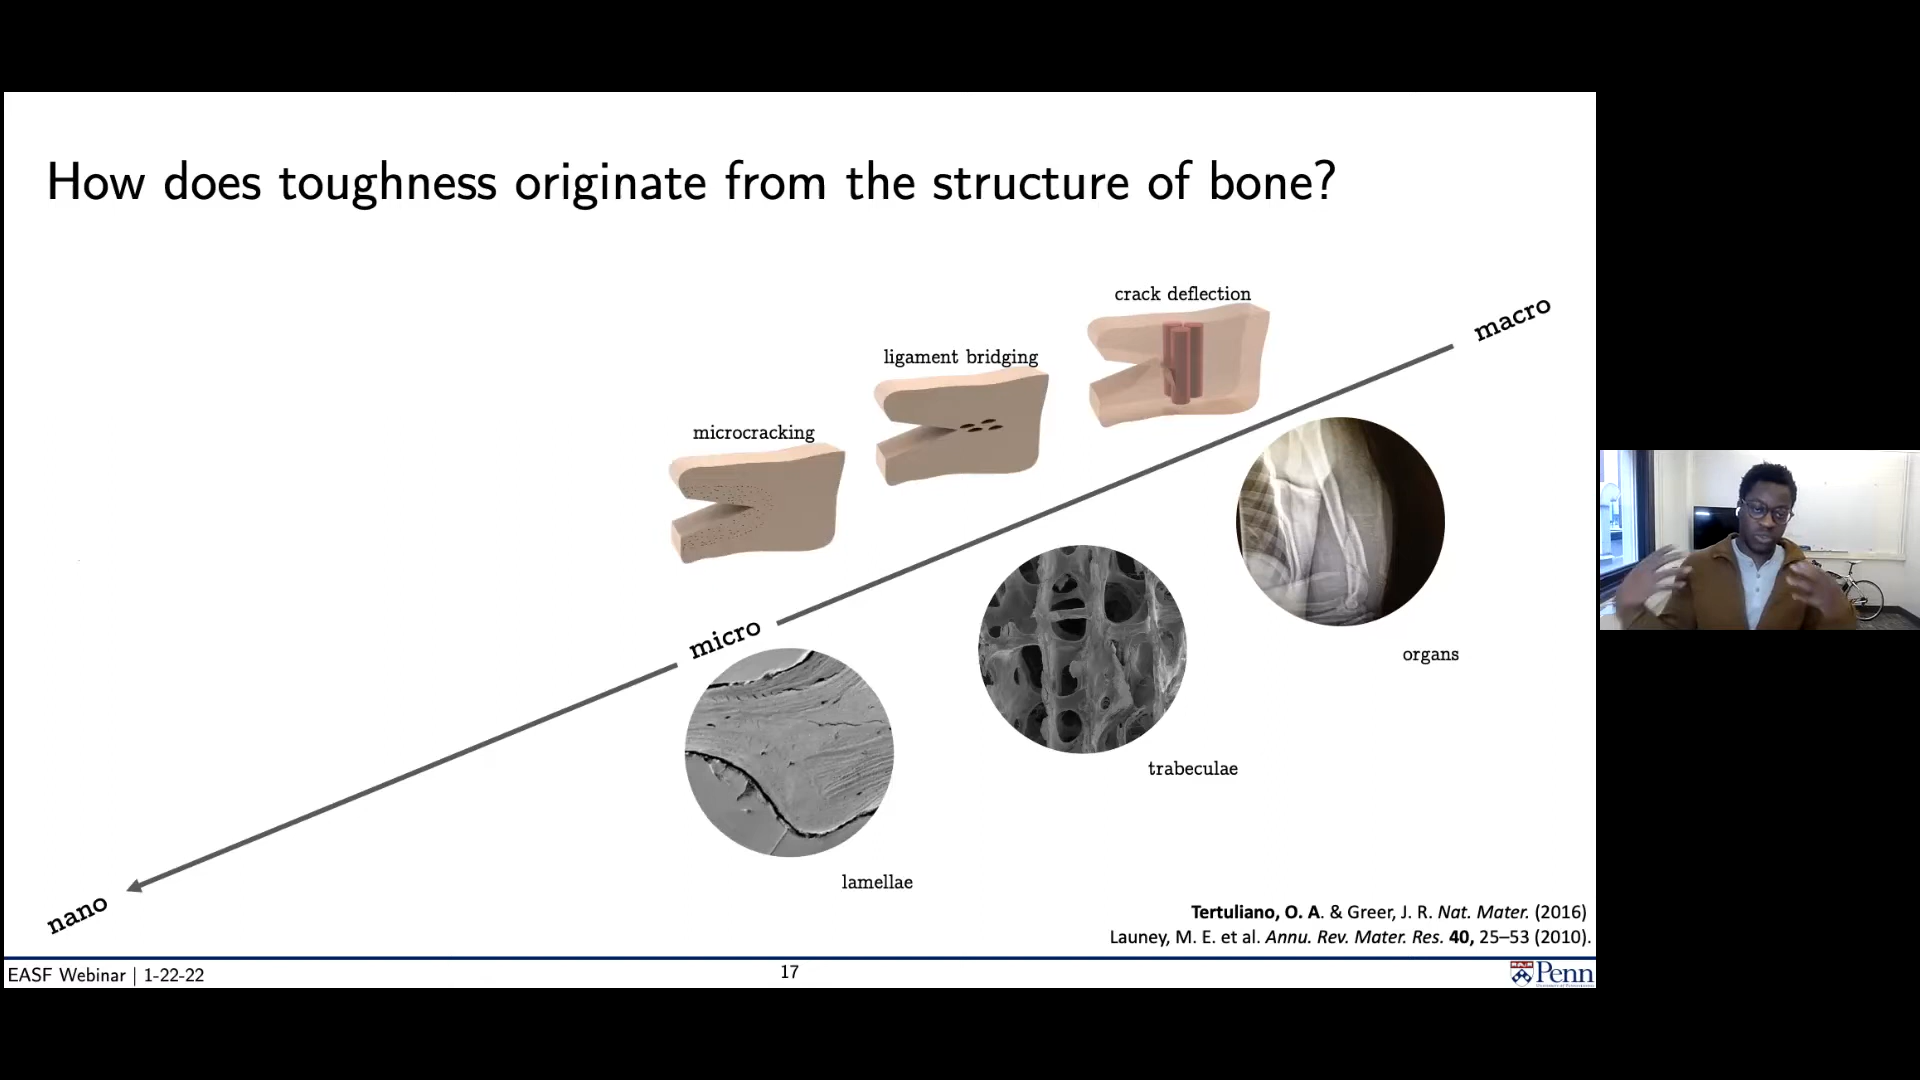 How does toughness originate from the structure of bone?
crack deflection
macro
ligament bridging
microcracking
micro
organs
trabeculae
lamellae
nano
Tertuliano, O. A. & Greer, J. R. Nat. Mater. (2016)
Launey, M. E. et al. Annu. Rev. Mater. Res. 40, 25–53 (2010).
EASF Webinar | 1-22-22
17
Penn